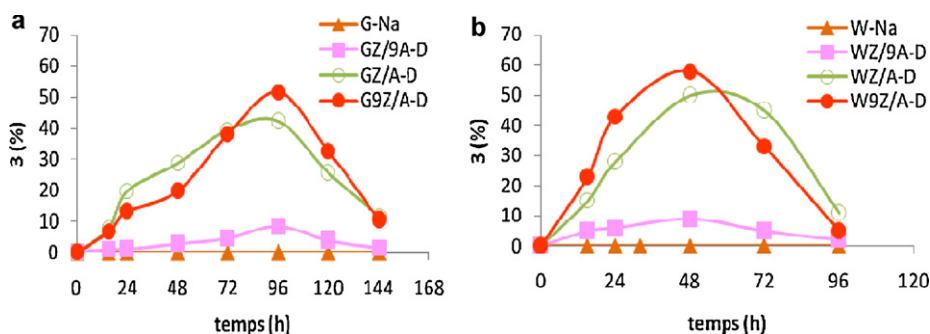 a
G-Na
GZ/9A-D
GZ/A-D
G9Z/A-D
3 (%)
70
60
50
40
30
20
10
0
0 24 48 72 96 120 144 168
temps (h)
b
W-Na
WZ/9A-D
WZ/A-D
W9Z/A-D
3 (%)
70
60
50
40
30
20
10
0
0 24 48 72 96 120
temps (h)